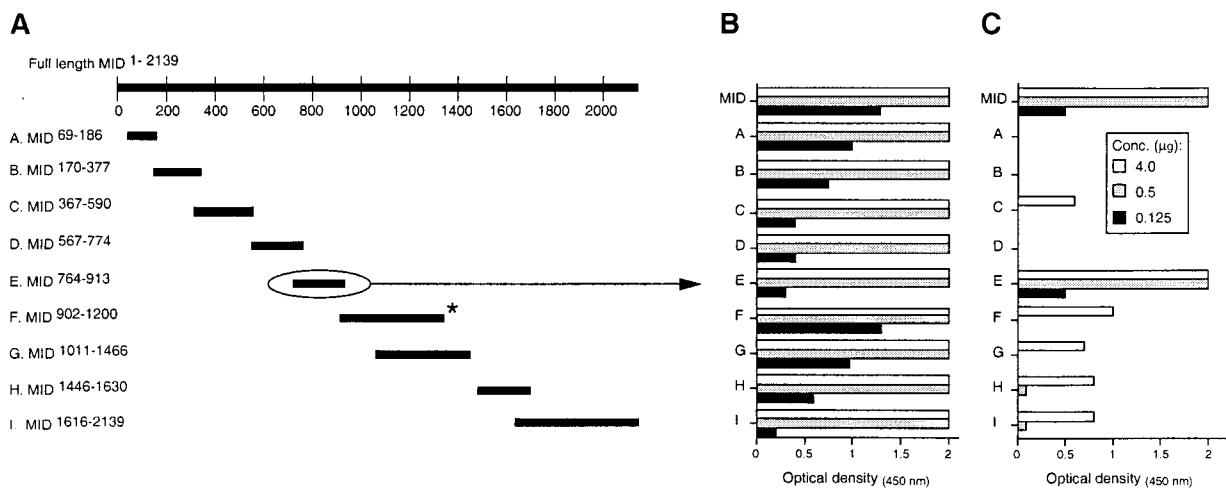 A
Full length MID 1- 2139
0 200 400 600 800 1000 1200 1400 1600 1800 2000
A. MID 69-186
B. MID 170-377
C. MID 367-590
D. MID 567-774
E. MID 764-913
F. MID 902-1200
*
G. MID 1011-1466
H. MID 1446-1630
I. MID 1616-2139
B
MID
A
B
C
D
E
F
G
H
I
0 0.5 1 1.5 2
Optical density (450 nm)
C
MID
A
B
C
D
E
F
G
H
I
Conc. (µg):
4.0
0.5
0.125
0 0.5 1 1.5 2
Optical density (450 nm)